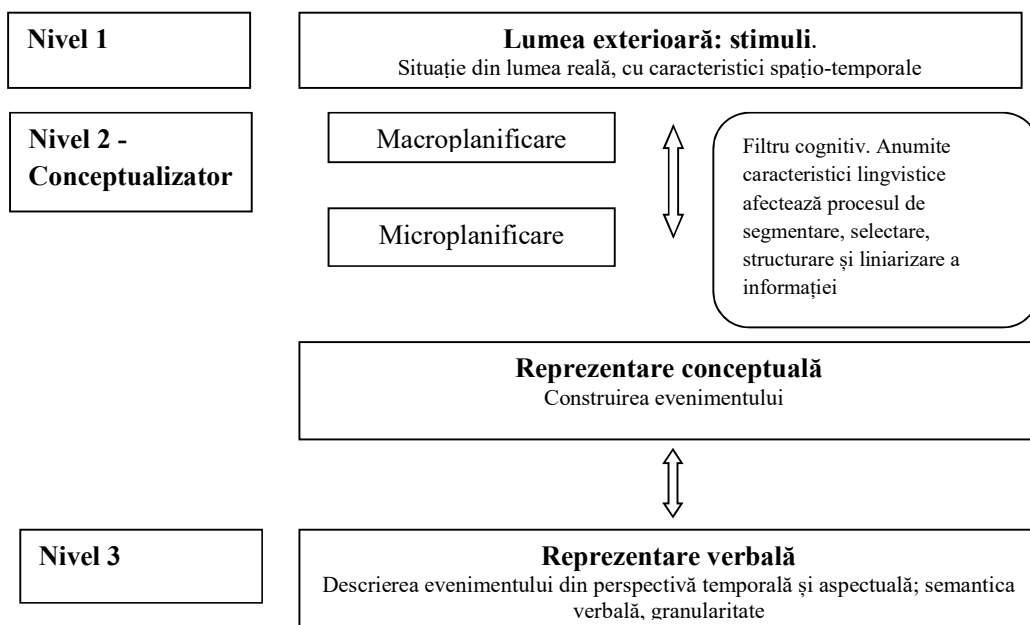 Nivel 1
Lumea exterioară: stimuli.
Situație din lumea reală, cu caracteristici spațio-temporale
Nivel 2 -
Conceptualizator
Macroplanificare
Microplanificare
Filtru cognitiv. Anumite
caracteristici lingvistice
afectează procesul de
segmentare, selectare,
structurare și liniarizare a
informației
Reprezentare conceptuală
Construirea evenimentului
Nivel 3
Reprezentare verbală
Descrierea evenimentului din perspectivă temporală și aspectuală; semantica
verbală, granularitate